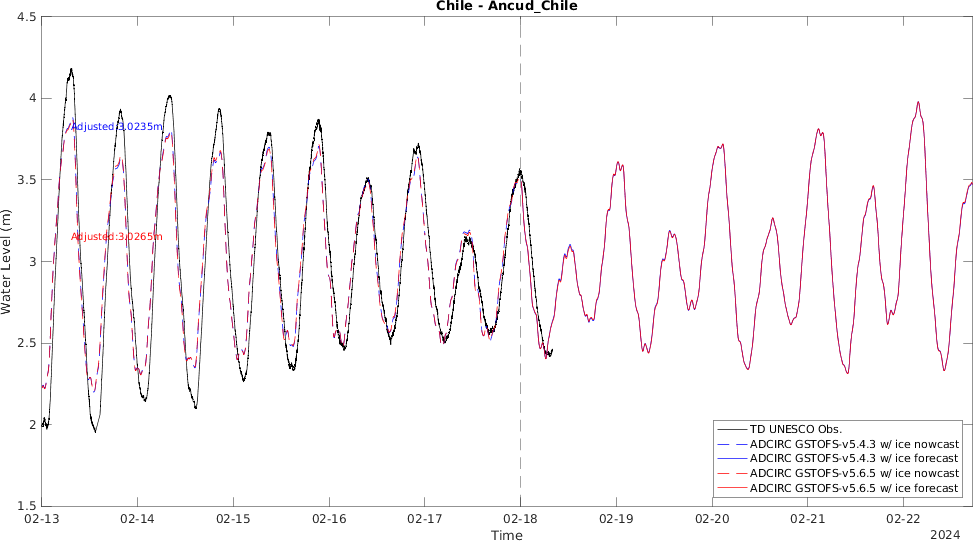 Chile - Ancud_Chile
4.5
4
3.5
3
2.5
2
1.5
Water Level (m)
Adjusted:3.0235m
Adjusted:3.0265m
TD UNESCO Obs.
ADCIRC GSTOFS-v5.4.3 w/ ice nowcast
ADCIRC GSTOFS-v5.4.3 w/ ice forecast
ADCIRC GSTOFS-v5.6.5 w/ ice nowcast
ADCIRC GSTOFS-v5.6.5 w/ ice forecast
02-13 02-14 02-15 02-16 02-17 02-18 02-19 02-20 02-21 02-22
Time
2024